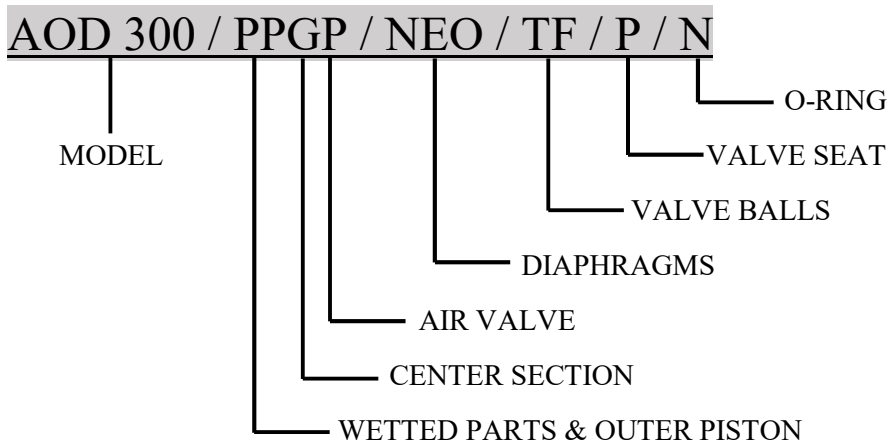 AOD 300 / PPGP / NEO / TF / P / N
O-RING
MODEL
VALVE SEAT
VALVE BALLS
DIAPHRAGMS
AIR VALVE
CENTER SECTION
WETTED PARTS & OUTER PISTON